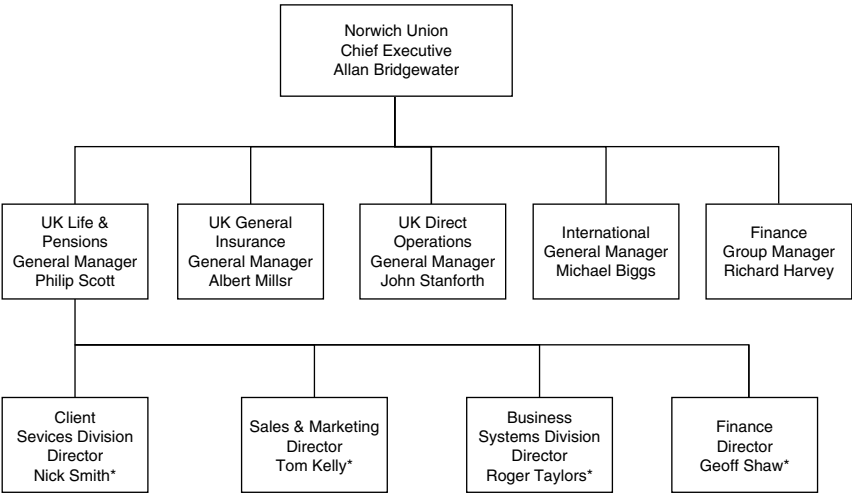 Norwich Union
Chief Executive
Allan Bridgewater
UK Life &
Pensions
General Manager
Philip Scott
UK General
Insurance
General Manager
Albert Millsr
UK Direct
Operations
General Manager
John Stanforth
International
General Manager
Michael Biggs
Finance
Group Manager
Richard Harvey
Client
Sevices Division
Director
Nick Smith*
Sales & Marketing
Director
Tom Kelly*
Business
Systems Division
Director
Roger Taylors*
Finance
Director
Geoff Shaw*